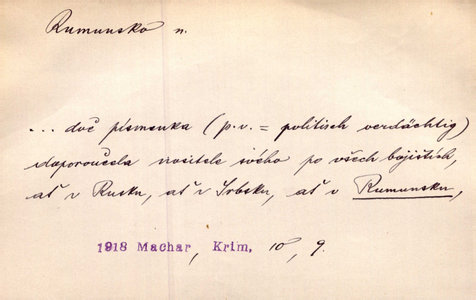 Rumunsko n.
... dvě písmenka (p.v. = politisch verdächtig)
doporoučela nositele svého po všech bojištích,
ať v Rusku, ať v Srbsku, ať v Rumunsku,
1918 Machar, Krim, 10, 9.